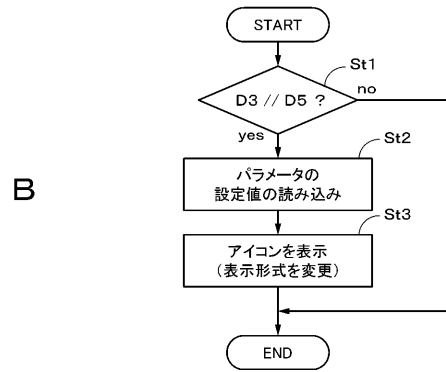 START
St1
D3 // D5 ?
no
yes
St2
パラメータの
設定値の読み込み
B
St3
アイコンを表示
(表示形式を変更)
END